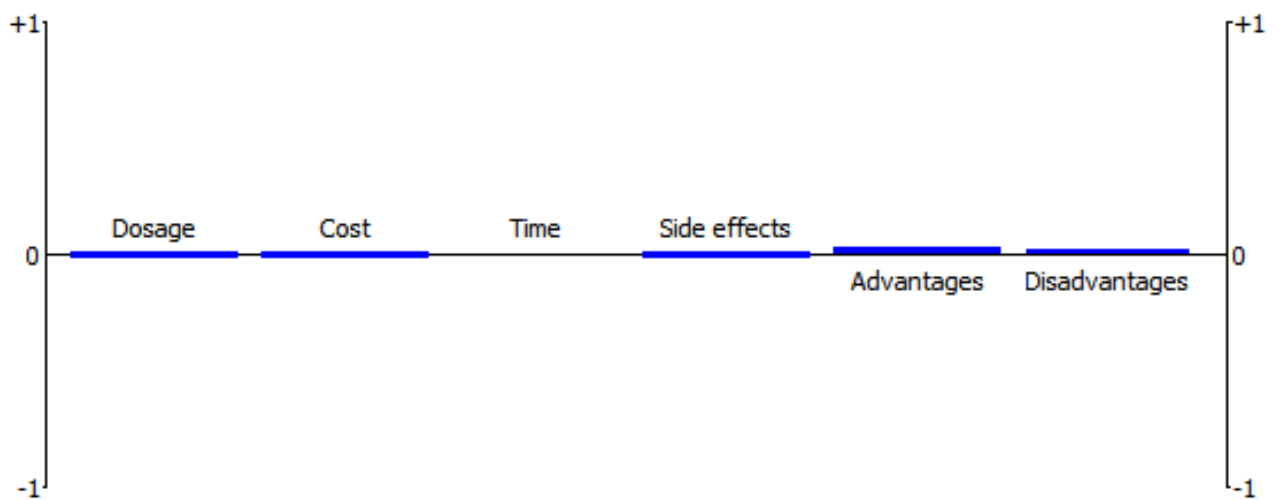 +1 +1
Dosage Cost Time Side effects
0 0
Advantages Disadvantages
-1 -1